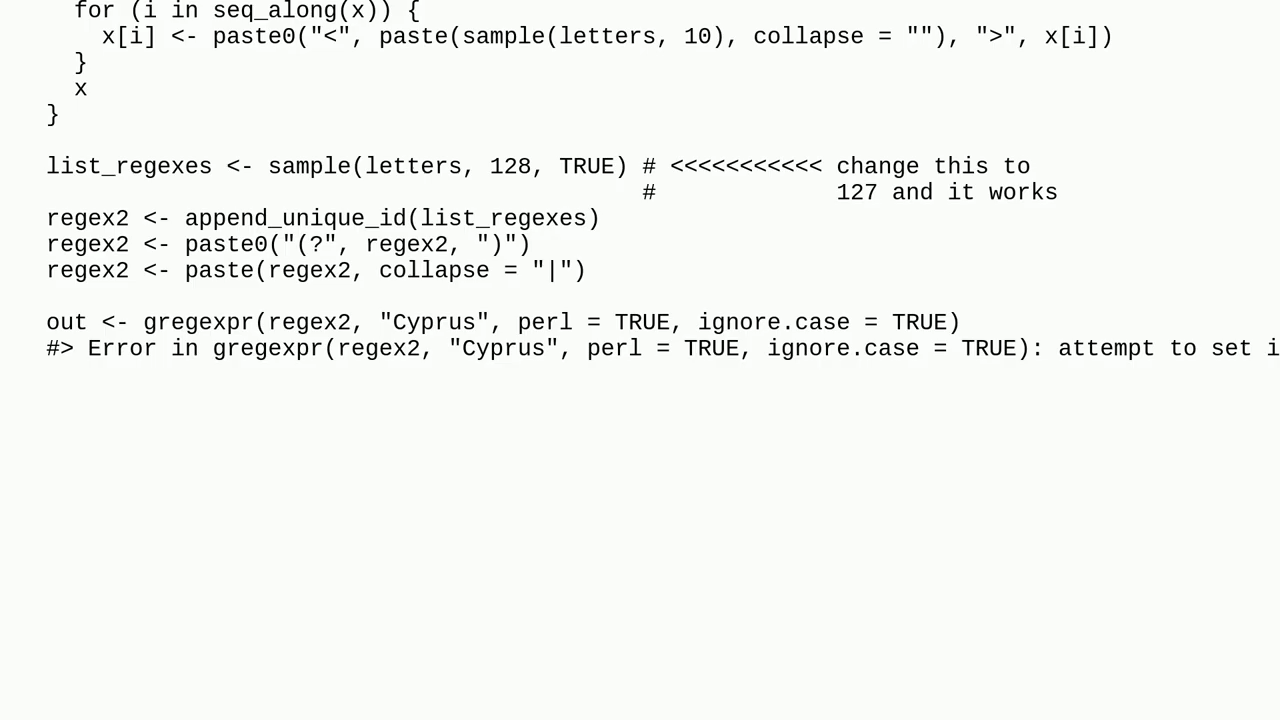 for (i in seq_along(x)) {
x[i] <- paste0("<", paste(sample(letters, 10), collapse = ""), ">", x[i])
}
x
}
list_regexes <- sample(letters, 128, TRUE) # <<<<<<<<<<< change this to
# 127 and it works
regex2 <- append_unique_id(list_regexes)
regex2 <- paste0("(?", regex2, ")")
regex2 <- paste(regex2, collapse = "|")
out <- gregexpr(regex2, "Cyprus", perl = TRUE, ignore.case = TRUE)
#> Error in gregexpr(regex2, "Cyprus", perl = TRUE, ignore.case = TRUE): attempt to set i